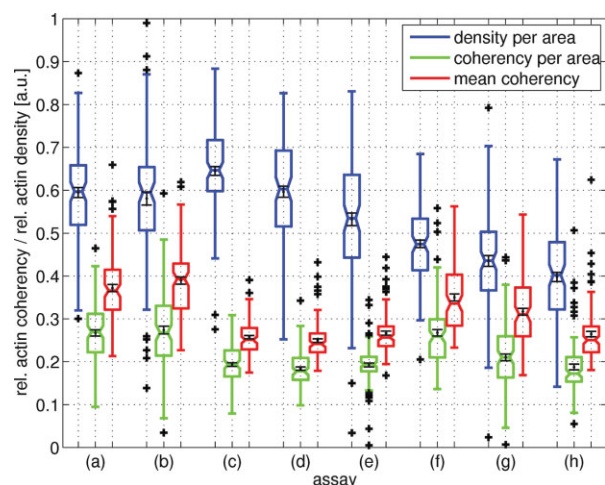 rel. actin coherency / rel. actin density [a.u.]
1
0.9
0.8
0.7
0.6
0.5
0.4
0.3
0.2
0.1
0
density per area
coherency per area
mean coherency
(a) (b) (c) (d) (e) (f) (g) (h)
assay